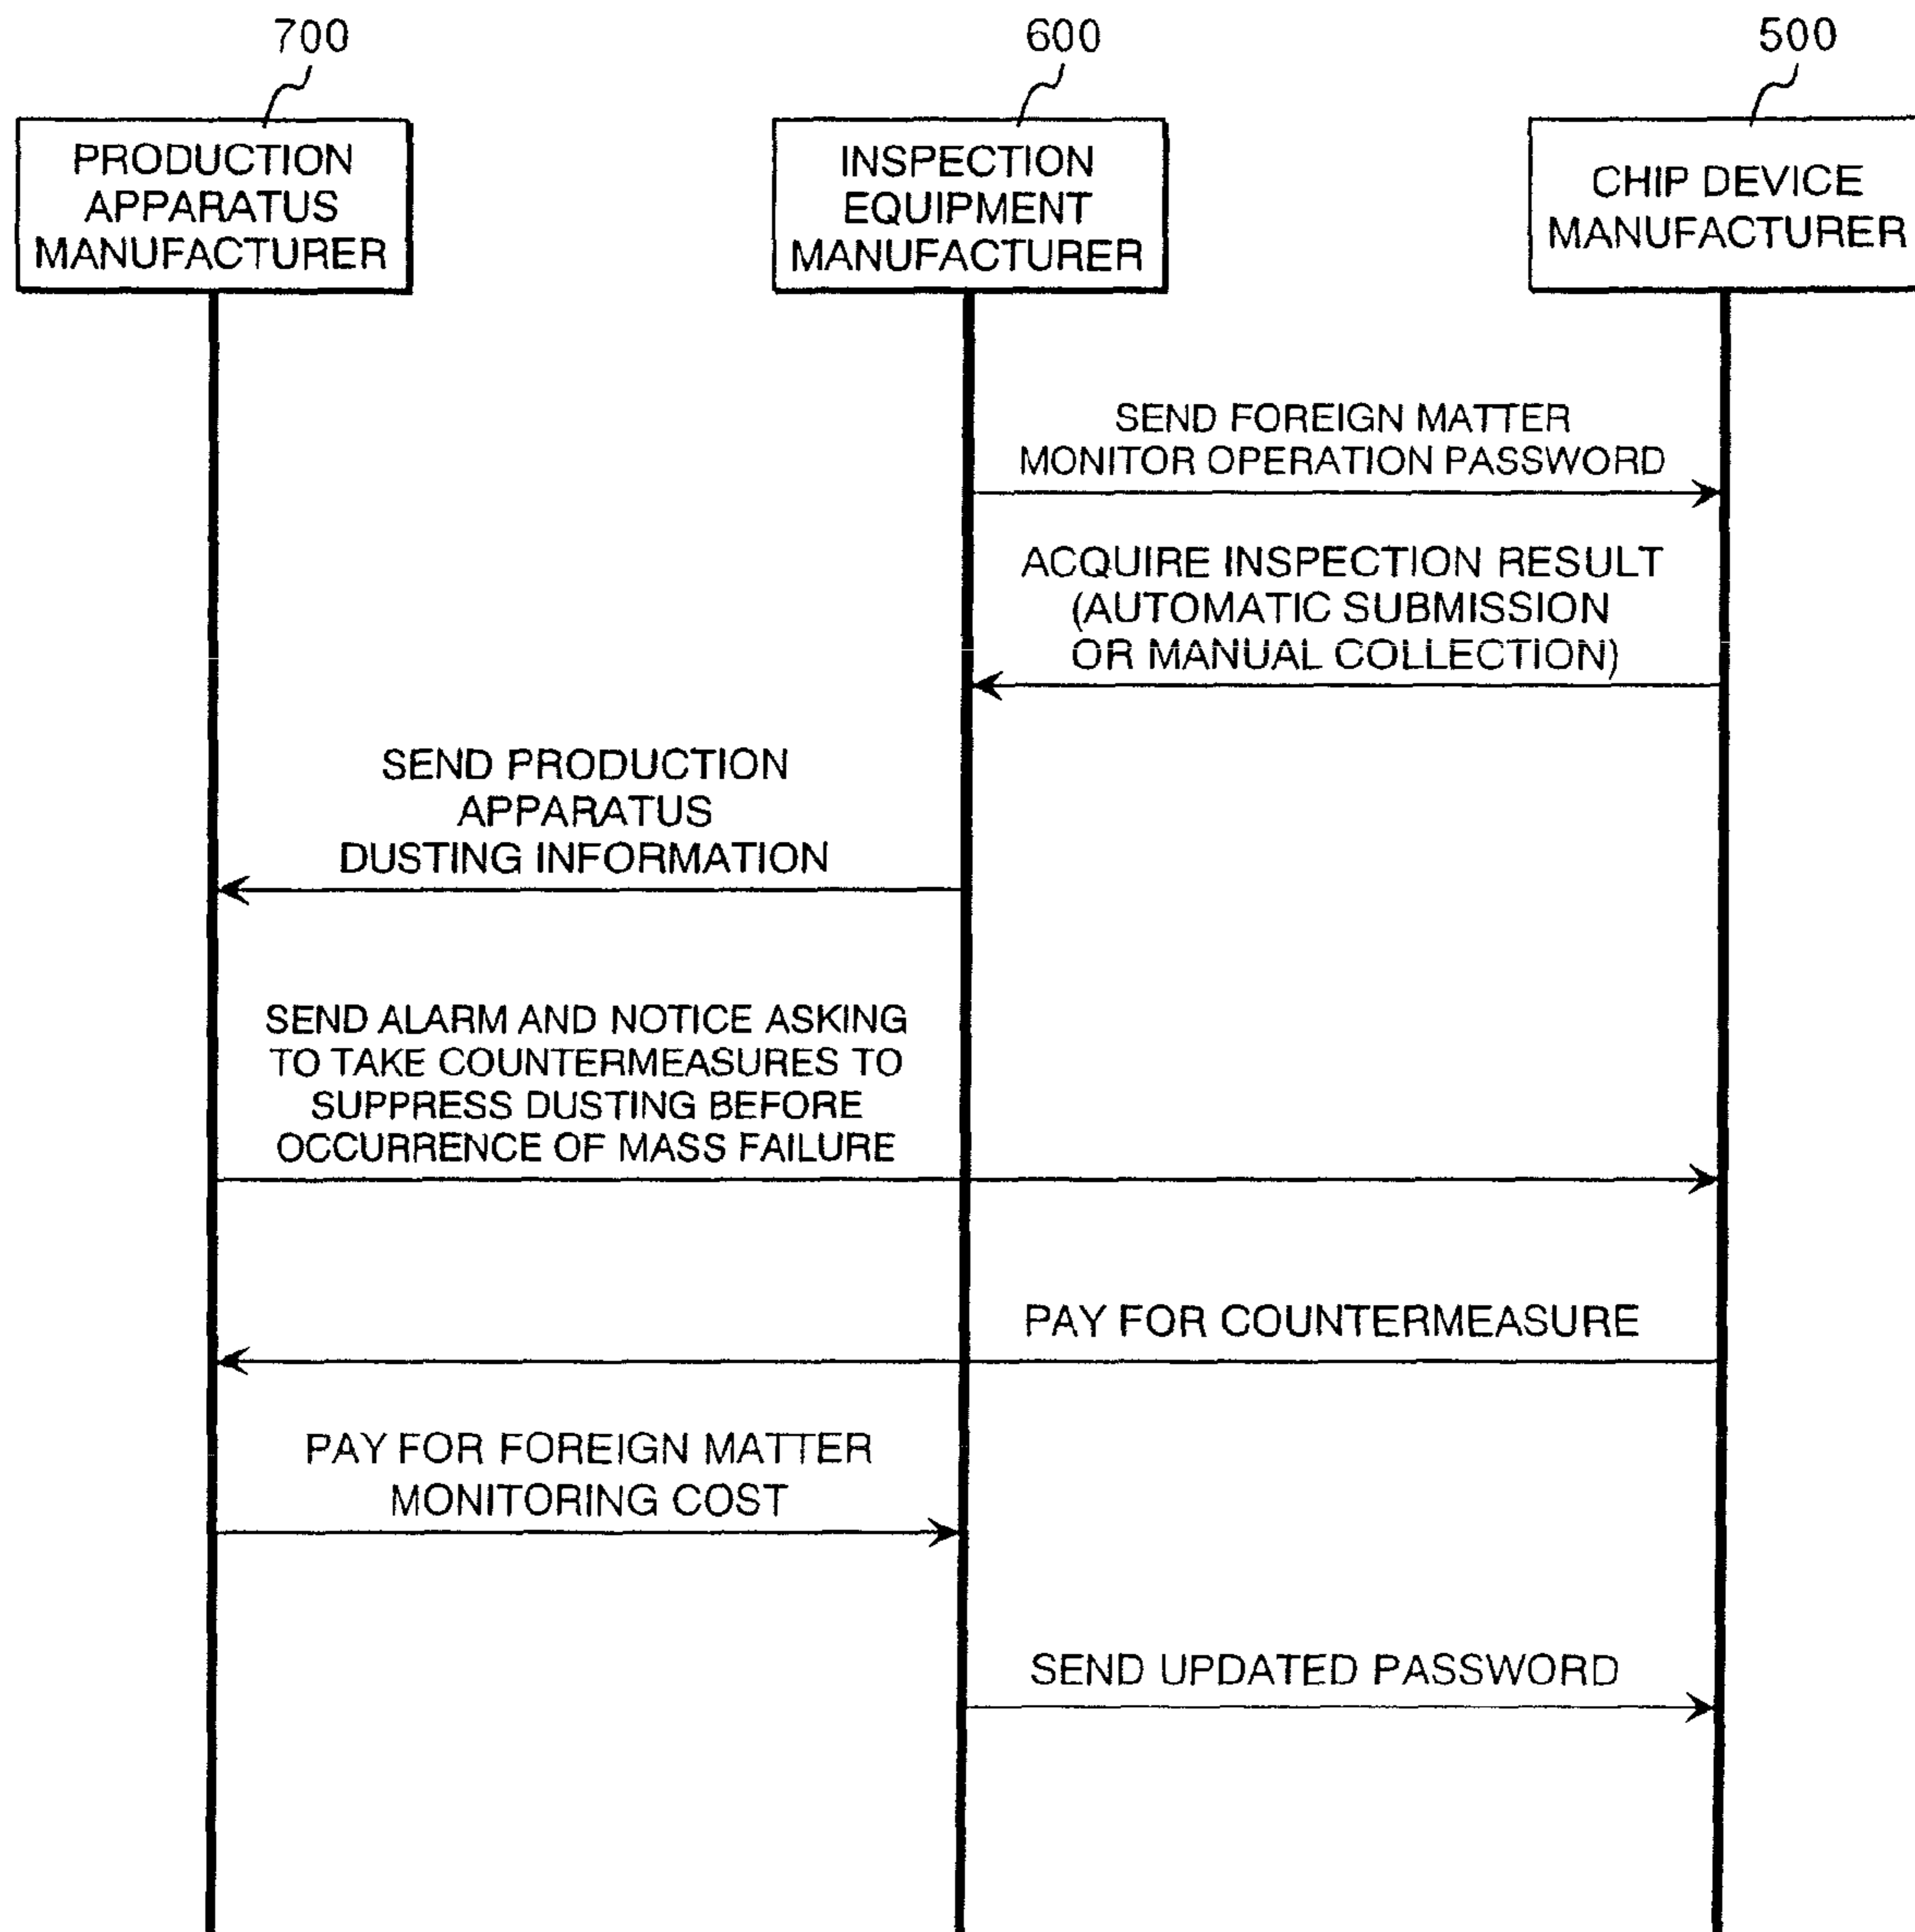 700
600
500
PRODUCTION
APPARATUS
MANUFACTURER
INSPECTION
EQUIPMENT
MANUFACTURER
CHIP DEVICE
MANUFACTURER
SEND FOREIGN MATTER
MONITOR OPERATION PASSWORD
ACQUIRE INSPECTION RESULT
(AUTOMATIC SUBMISSION
OR MANUAL COLLECTION)
SEND PRODUCTION
APPARATUS
DUSTING INFORMATION
SEND ALARM AND NOTICE ASKING
TO TAKE COUNTERMEASURES TO
SUPPRESS DUSTING BEFORE
OCCURRENCE OF MASS FAILURE
PAY FOR COUNTERMEASURE
PAY FOR FOREIGN MATTER
MONITORING COST
SEND UPDATED PASSWORD